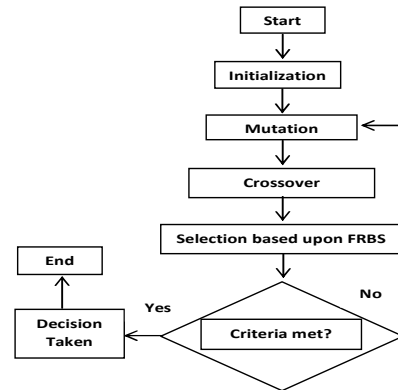 Start
Initialization
Mutation
Crossover
Selection based upon FRBS
End
Yes
No
Decision
Taken
Criteria met?